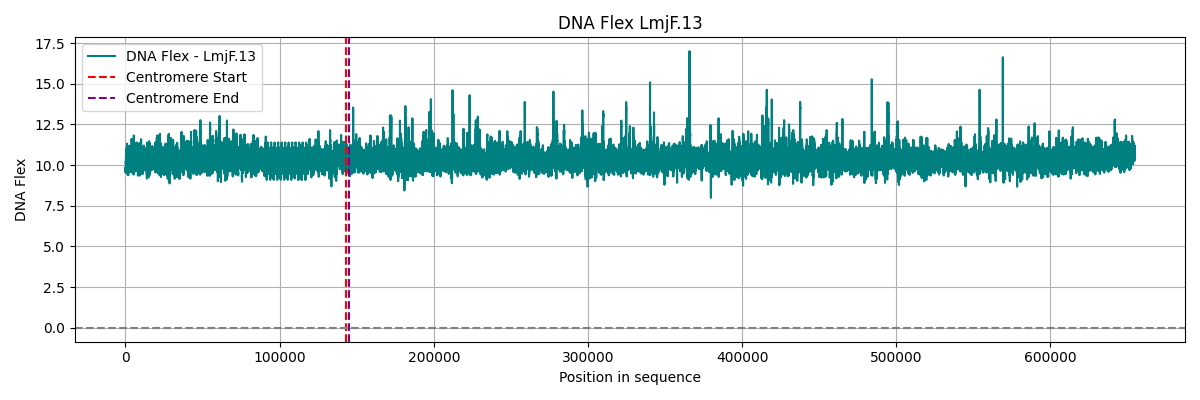 DNA Flex LmjF.13
17.5
15.0
12.5
10.0
7.5
5.0
2.5
0.0
DNA Flex
DNA Flex - LmjF.13
Centromere Start
Centromere End
0 100000 200000 300000 400000 500000 600000
Position in sequence